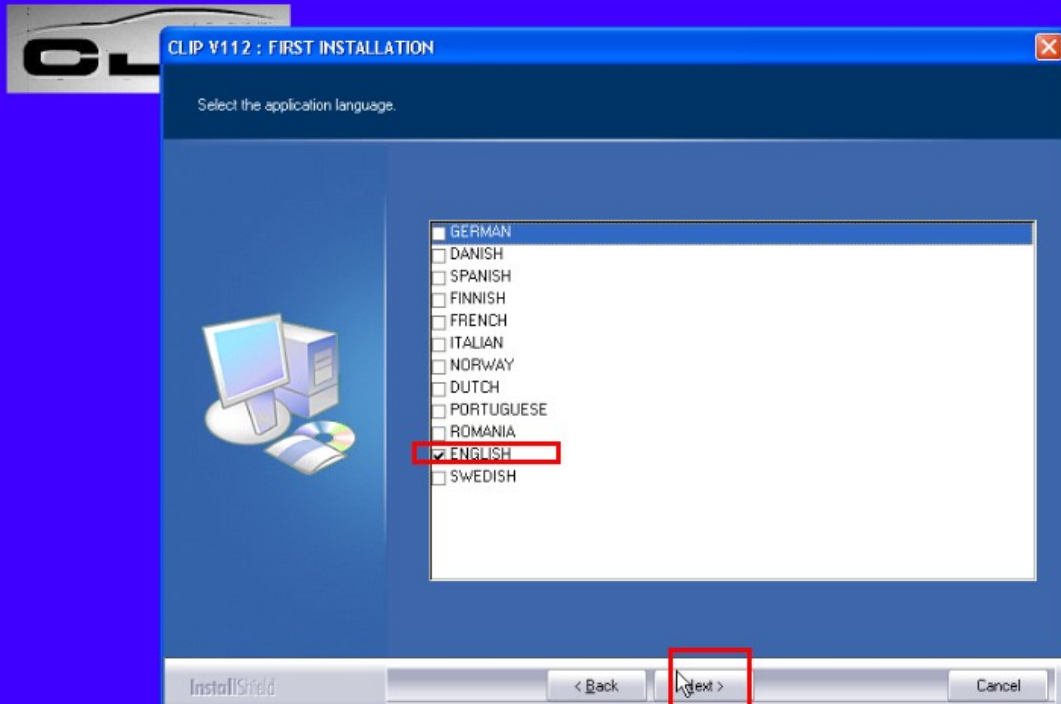 CLIP V112 : FIRST INSTALLATION
Select the application language.
GERMAN
DANISH
SPANISH
FINNISH
FRENCH
ITALIAN
NORWAY
DUTCH
PORTUGUESE
ROMANIA
ENGLISH
SWEDISH
InstallShield
< Back
Next >
Cancel